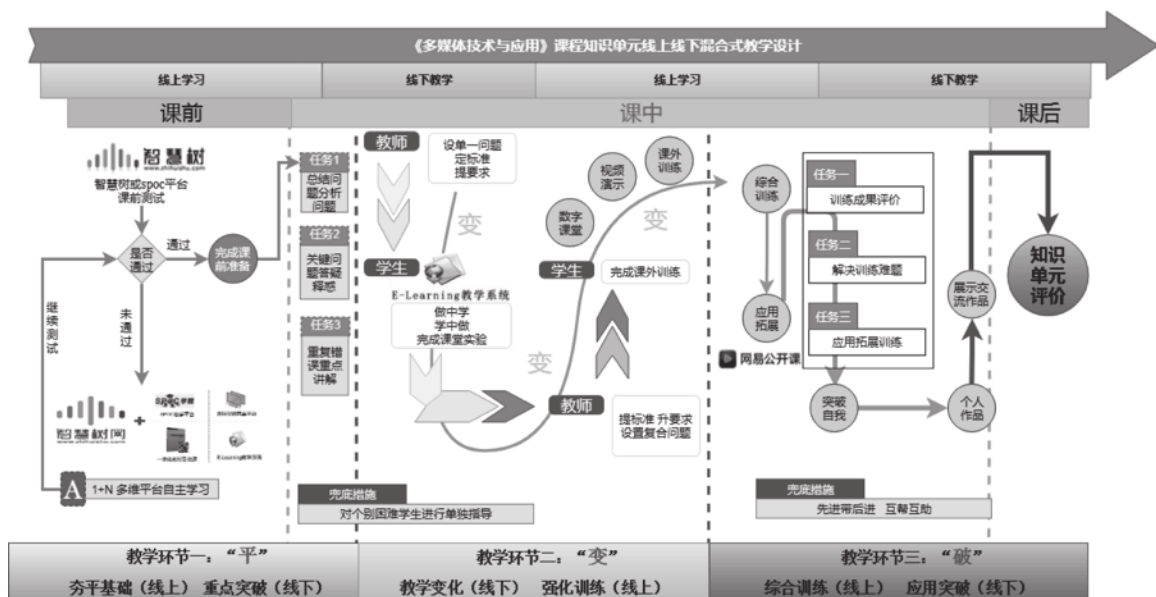 《多媒体技术与应用》课程知识单元线上线下混合式教学设计
线上学习
线下教学
线上学习
线下教学
课前
课中
课后
智慧树
www.zhihuishu.com
智慧树或spoc平台
课前测试
是否
通过
通过
未通过
继续测试
完成课
前准备
智慧树网
www.zhihuishu.com
+
E-Learning教学系统
A
1+N 多维平台自主学习
任务1
总结问
题分析
问题
任务2
关键问
题答疑
释惑
任务3
重复错
误重点
讲解
教师
设单一问题
定标准
提要求
变
学生
E-Learning教学系统
做中学
学中做
完成课堂实验
变
教师
提标准 升要求
设置复合问题
学生
完成课外训练
数字
课堂
视频
演示
课外
训练
变
兜底措施
对个别困难学生进行单独指导
综合
训练
应用
拓展
网易公开课
任务一
训练成果评价
任务二
解决训练难题
任务三
应用拓展训练
突破
自我
个人
作品
展示交
流作品
知识
单元
评价
兜底措施
先进带后进 互帮互助
教学环节一：“平”
夯平基础（线上） 重点突破（线下）
教学环节二：“变”
教学变化（线下） 强化训练（线上）
教学环节三：“破”
综合训练（线上） 应用突破（线下）